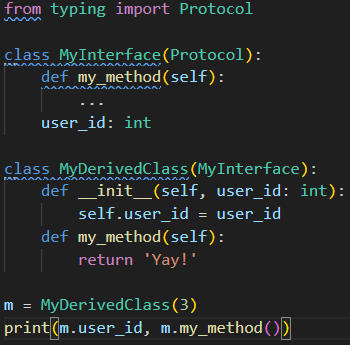 from typing import Protocol
class MyInterface(Protocol):
    def my_method(self):
        ...
    user_id: int
class MyDerivedClass(MyInterface):
    def __init__(self, user_id: int):
        self.user_id = user_id
    def my_method(self):
        return 'Yay!'
m = MyDerivedClass(3)
print(m.user_id, m.my_method())